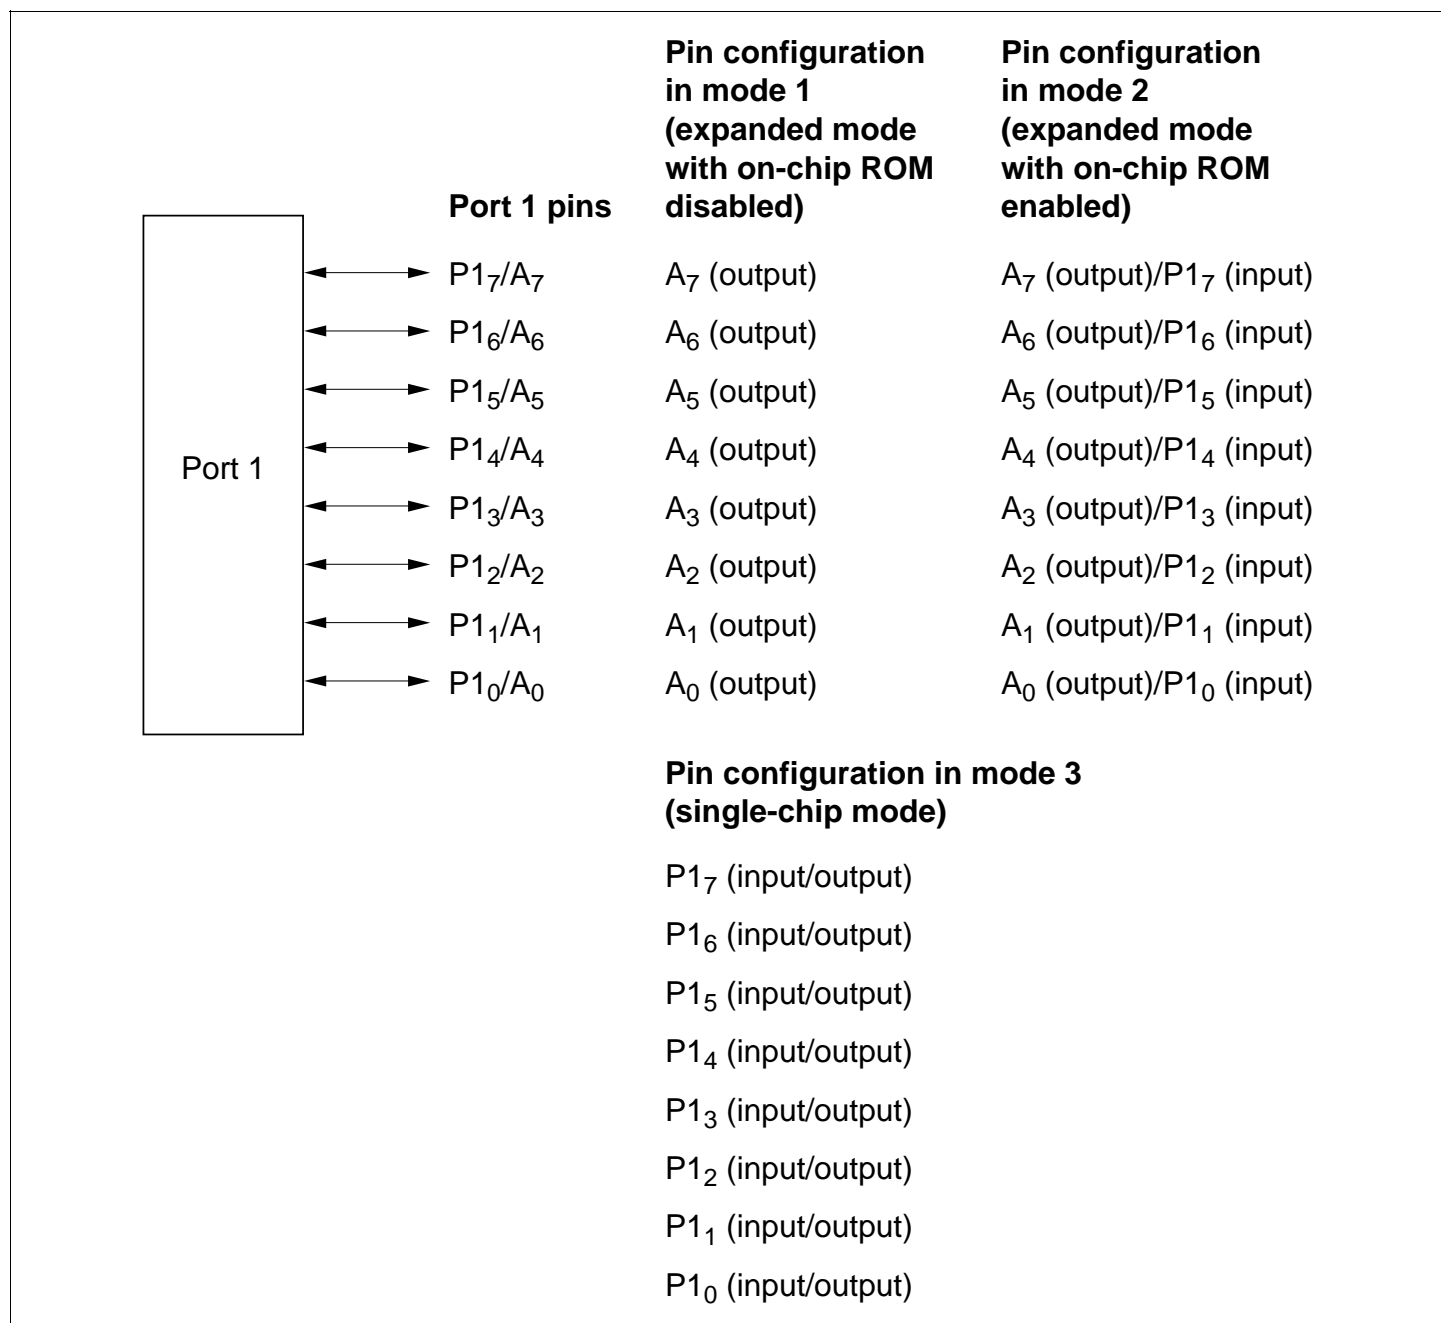 Pin configuration
in mode 1
(expanded mode
with on-chip ROM
disabled)
Pin configuration
in mode 2
(expanded mode
with on-chip ROM
enabled)
Port 1 pins
Port 1
P1₇/A₇ A₇ (output) A₇ (output)/P1₇ (input)
P1₆/A₆ A₆ (output) A₆ (output)/P1₆ (input)
P1₅/A₅ A₅ (output) A₅ (output)/P1₅ (input)
P1₄/A₄ A₄ (output) A₄ (output)/P1₄ (input)
P1₃/A₃ A₃ (output) A₃ (output)/P1₃ (input)
P1₂/A₂ A₂ (output) A₂ (output)/P1₂ (input)
P1₁/A₁ A₁ (output) A₁ (output)/P1₁ (input)
P1₀/A₀ A₀ (output) A₀ (output)/P1₀ (input)
Pin configuration in mode 3
(single-chip mode)
P1₇ (input/output)
P1₆ (input/output)
P1₅ (input/output)
P1₄ (input/output)
P1₃ (input/output)
P1₂ (input/output)
P1₁ (input/output)
P1₀ (input/output)